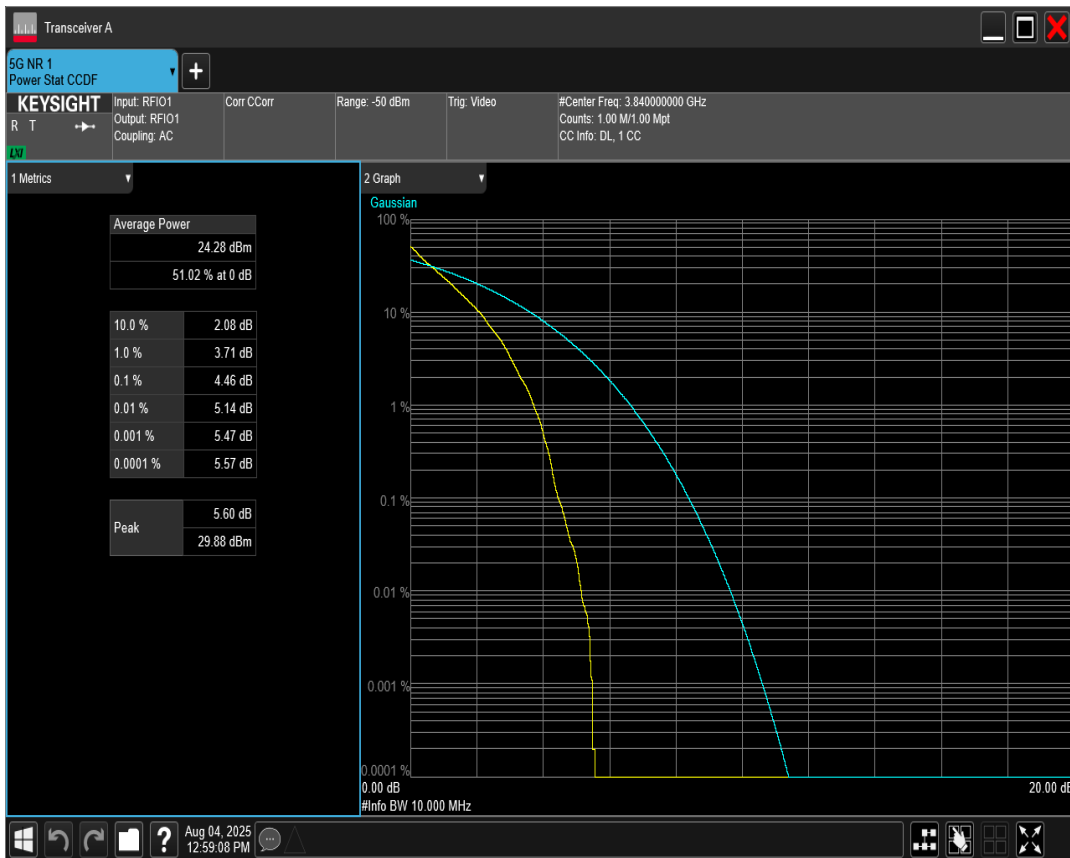 Transceiver A
5G NR 1
Power Stat CCDF
+
KEYSIGHT
R T
LXI
Input: RFIO1
Output: RFIO1
Coupling: AC
Corr CCorr
Range: -50 dBm
Trig: Video
#Center Freq: 3.840000000 GHz
Counts: 1.00 M/1.00 Mpt
CC Info: DL, 1 CC
1 Metrics
Average Power
24.28 dBm
51.02 % at 0 dB
10.0 % 2.08 dB
1.0 % 3.71 dB
0.1 % 4.46 dB
0.01 % 5.14 dB
0.001 % 5.47 dB
0.0001 % 5.57 dB
Peak
5.60 dB
29.88 dBm
2 Graph
Gaussian
100 %
10 %
1 %
0.1 %
0.01 %
0.001 %
0.0001 %
0.00 dB 20.00 dB
#Info BW 10.000 MHz
?
Aug 04, 2025
12:59:08 PM